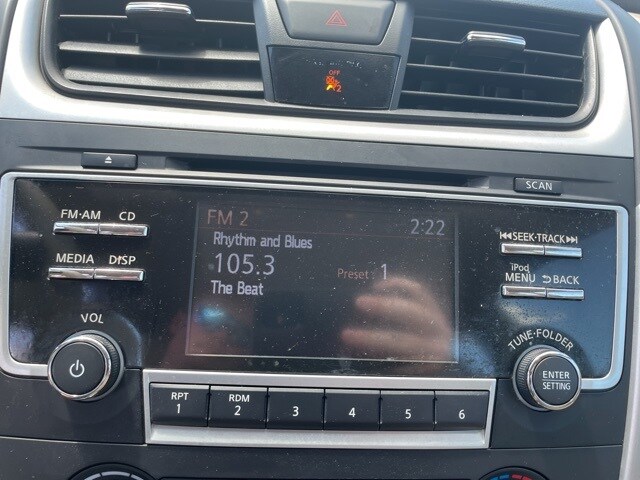 OFF
2
SCAN
FM·AM CD
MEDIA DISP
VOL
FM 2
2:22
Rhythm and Blues
105.3
Preset : 1
The Beat
SEEK·TRACK
iPod
MENU BACK
TUNE·FOLDER
ENTER
SETTING
RPT
1
RDM
2
3
4
5
6